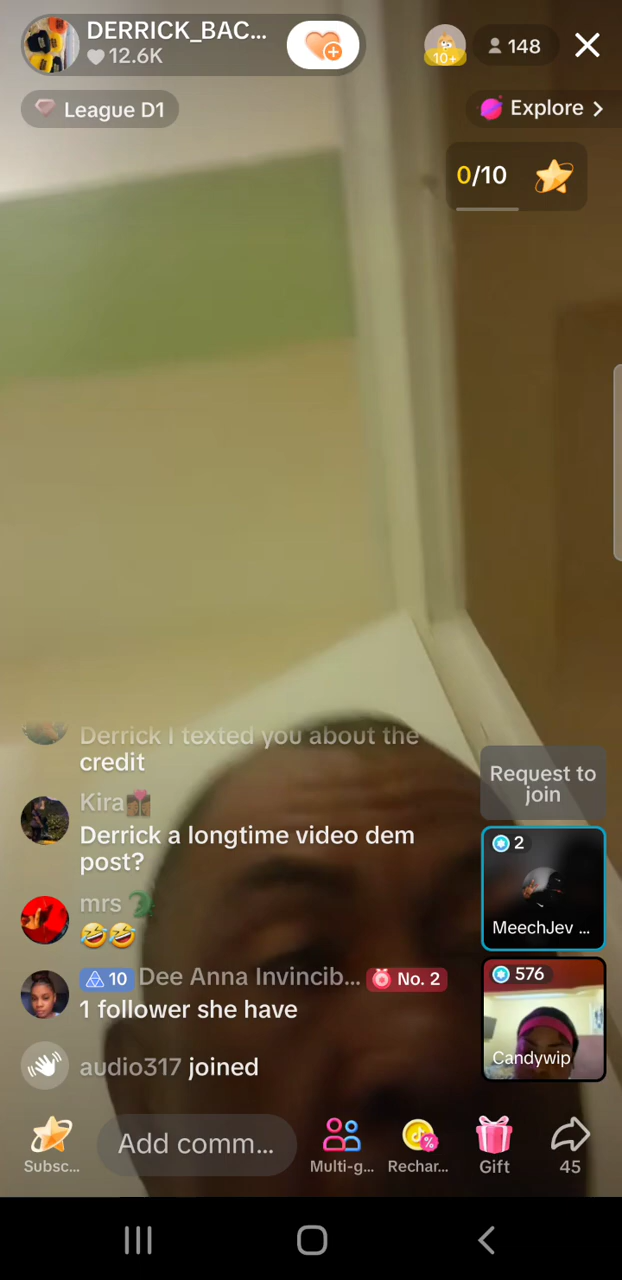 DERRICK_BAC...
12.6K
10+
148
League D1
Explore
0/10
Derrick I texted you about the
credit
Kira
Derrick a longtime video dem
post?
mrs
10 Dee Anna Invincib... No. 2
1 follower she have
audio317 joined
Request to
join
2
MeechJev ...
576
Candywip
Subsc...
Add comm...
Multi-g...
Rechar...
Gift
45